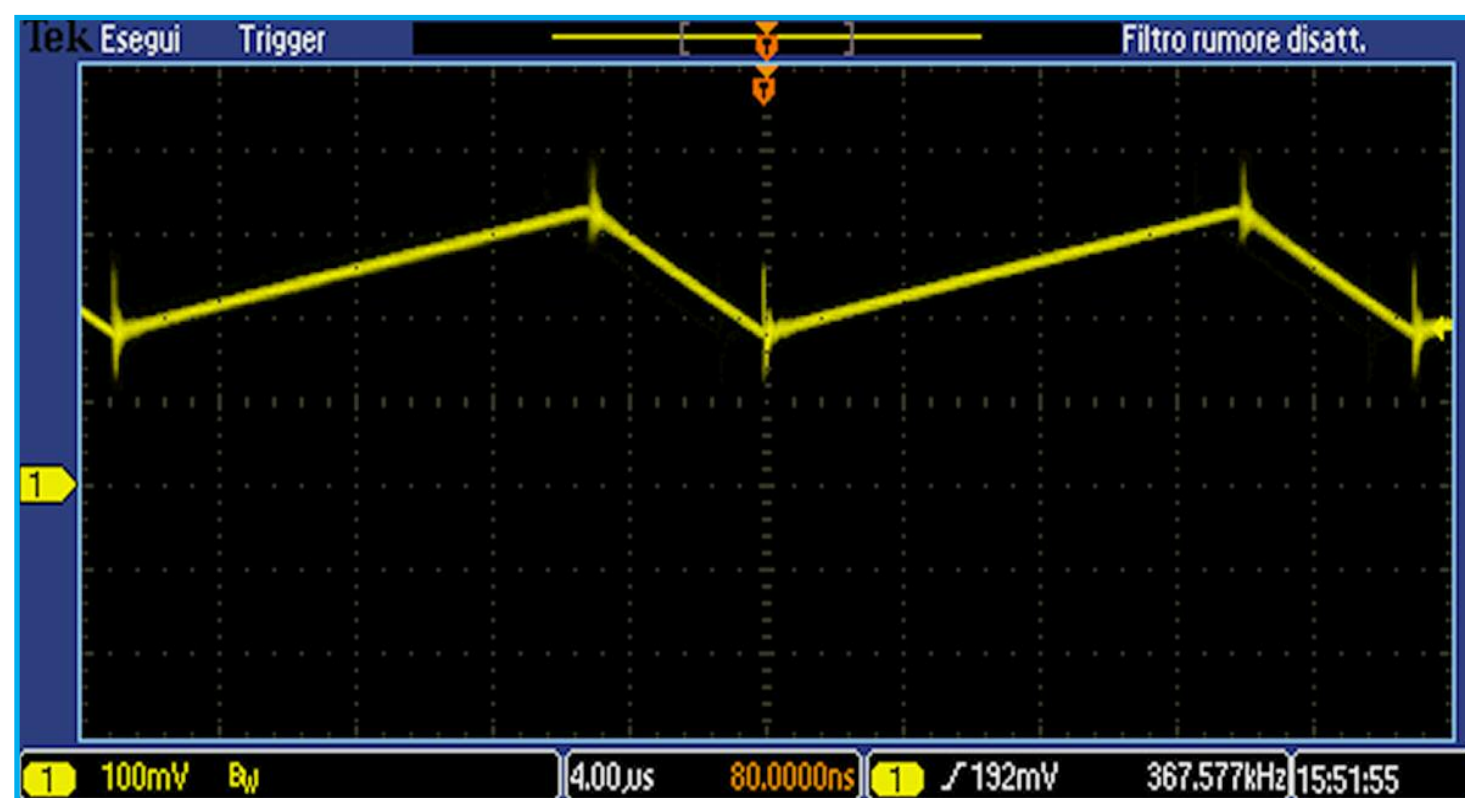 Tek Esegui Trigger Filtro rumore disatt.
T
T
1
1 100mV BW 4.00µs 80.0000ns 1 ʃ 192mV 367.577kHz 15:51:55